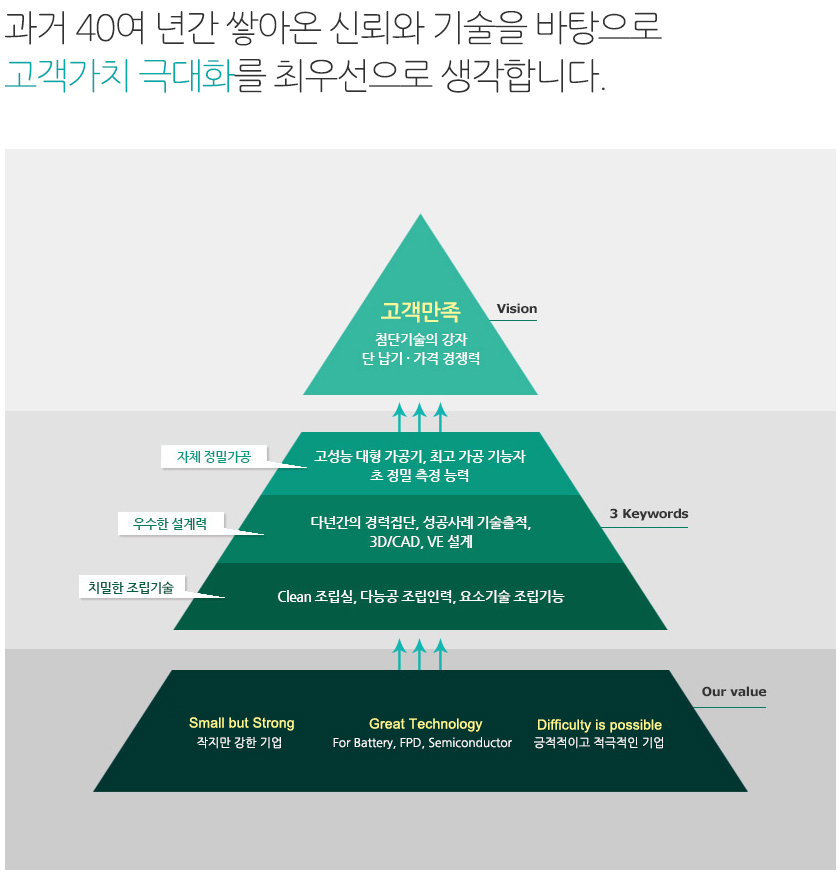 과거 40여 년간 쌓아온 신뢰와 기술을 바탕으로
고객가치 극대화를 최우선으로 생각합니다.
고객만족
첨단기술의 강자
단 납기 · 가격 경쟁력
Vision
자체 정밀가공
고성능 대형 가공기, 최고 가공 기능자
초 정밀 측정 능력
우수한 설계력
다년간의 경력집단, 성공사례 기술출적,
3D/CAD, VE 설계
3 Keywords
치밀한 조립기술
Clean 조립실, 다능공 조립인력, 요소기술 조립기능
Our value
Small but Strong
작지만 강한 기업
Great Technology
For Battery, FPD, Semiconductor
Difficulty is possible
긍적적이고 적극적인 기업